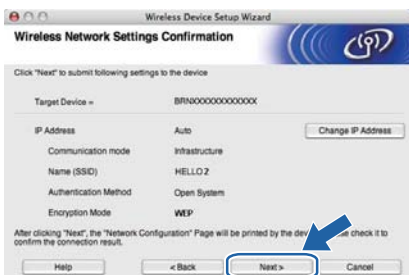 Wireless Device Setup Wizard
Wireless Network Settings Confirmation
Click "Next" to submit following settings to the device
Target Device = BRNXXXXXXXXXXXX
IP Address Auto Change IP Address
Communication mode Infrastructure
Name (SSID) HELLO2
Authentication Method Open System
Encryption Mode WEP
After clicking "Next", the "Network Configuration" Page will be printed by the check it to
confirm the connection result.
Help < Back Next > Cancel